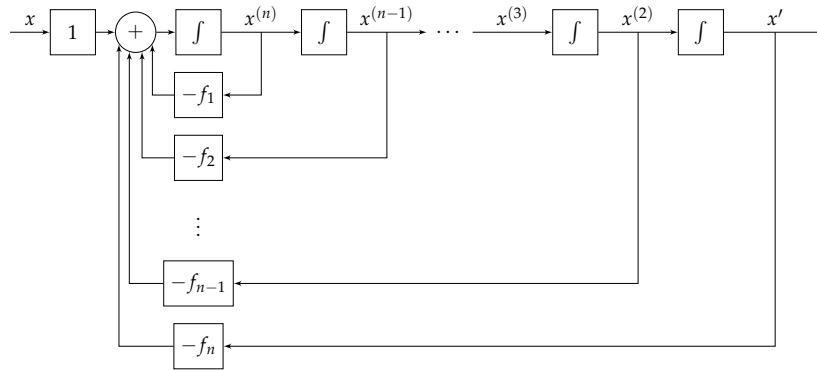 x 1 + ∫ x^{(n)} ∫ x^{(n−1)} ⋯ x^{(3)} ∫ x^{(2)} ∫ x′
−f_1
−f_2
⋮
−f_{n−1}
−f_n